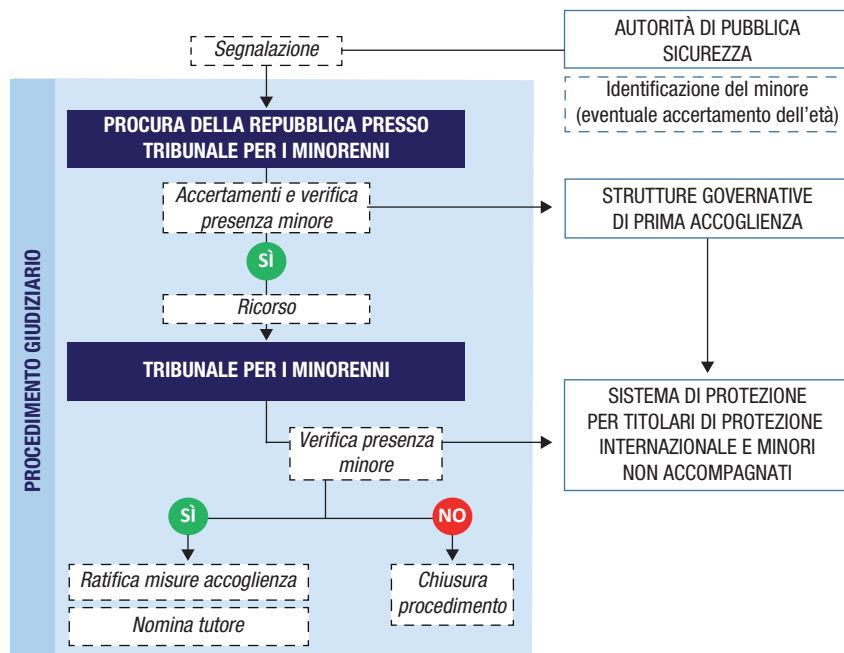 Segnalazione
AUTORITÀ DI PUBBLICA
SICUREZZA
Identificazione del minore
(eventuale accertamento dell'età)
PROCEDIMENTO GIUDIZIARIO
PROCURA DELLA REPUBBLICA PRESSO
TRIBUNALE PER I MINORENNI
Accertamenti e verifica
presenza minore
STRUTTURE GOVERNATIVE
DI PRIMA ACCOGLIENZA
SÌ
Ricorso
TRIBUNALE PER I MINORENNI
SISTEMA DI PROTEZIONE
PER TITOLARI DI PROTEZIONE
INTERNAZIONALE E MINORI
NON ACCOMPAGNATI
Verifica presenza
minore
SÌ
NO
Ratifica misure accoglienza
Nomina tutore
Chiusura
procedimento